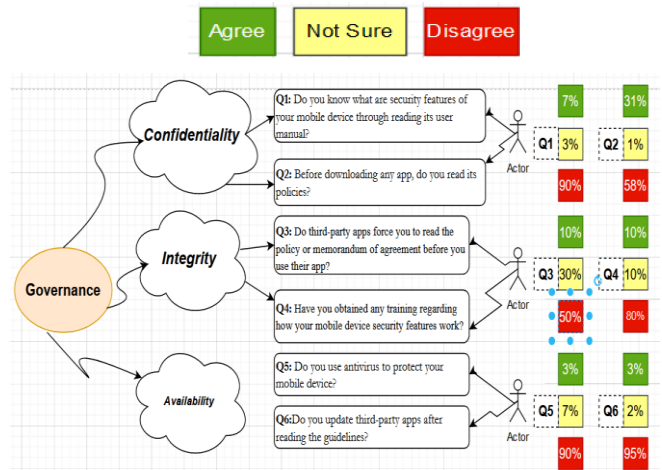 Agree
Not Sure
Disagree
Confidentiality
Q1: Do you know what are security features of
your mobile device through reading its user
manual?
Q2: Before downloading any app, do you read its
policies?
Actor
7%
31%
Q1
3%
Q2
1%
90%
58%
Governance
Integrity
Q3: Do third-party apps force you to read the
policy or memorandum of agreement before you
use their app?
Q4: Have you obtained any training regarding
how your mobile device security features work?
Actor
10%
10%
Q3
30%
Q4
10%
50%
80%
Availability
Q5: Do you use antivirus to protect your
mobile device?
Q6:Do you update third-party apps after
reading the guidelines?
Actor
3%
3%
Q5
7%
Q6
2%
90%
95%